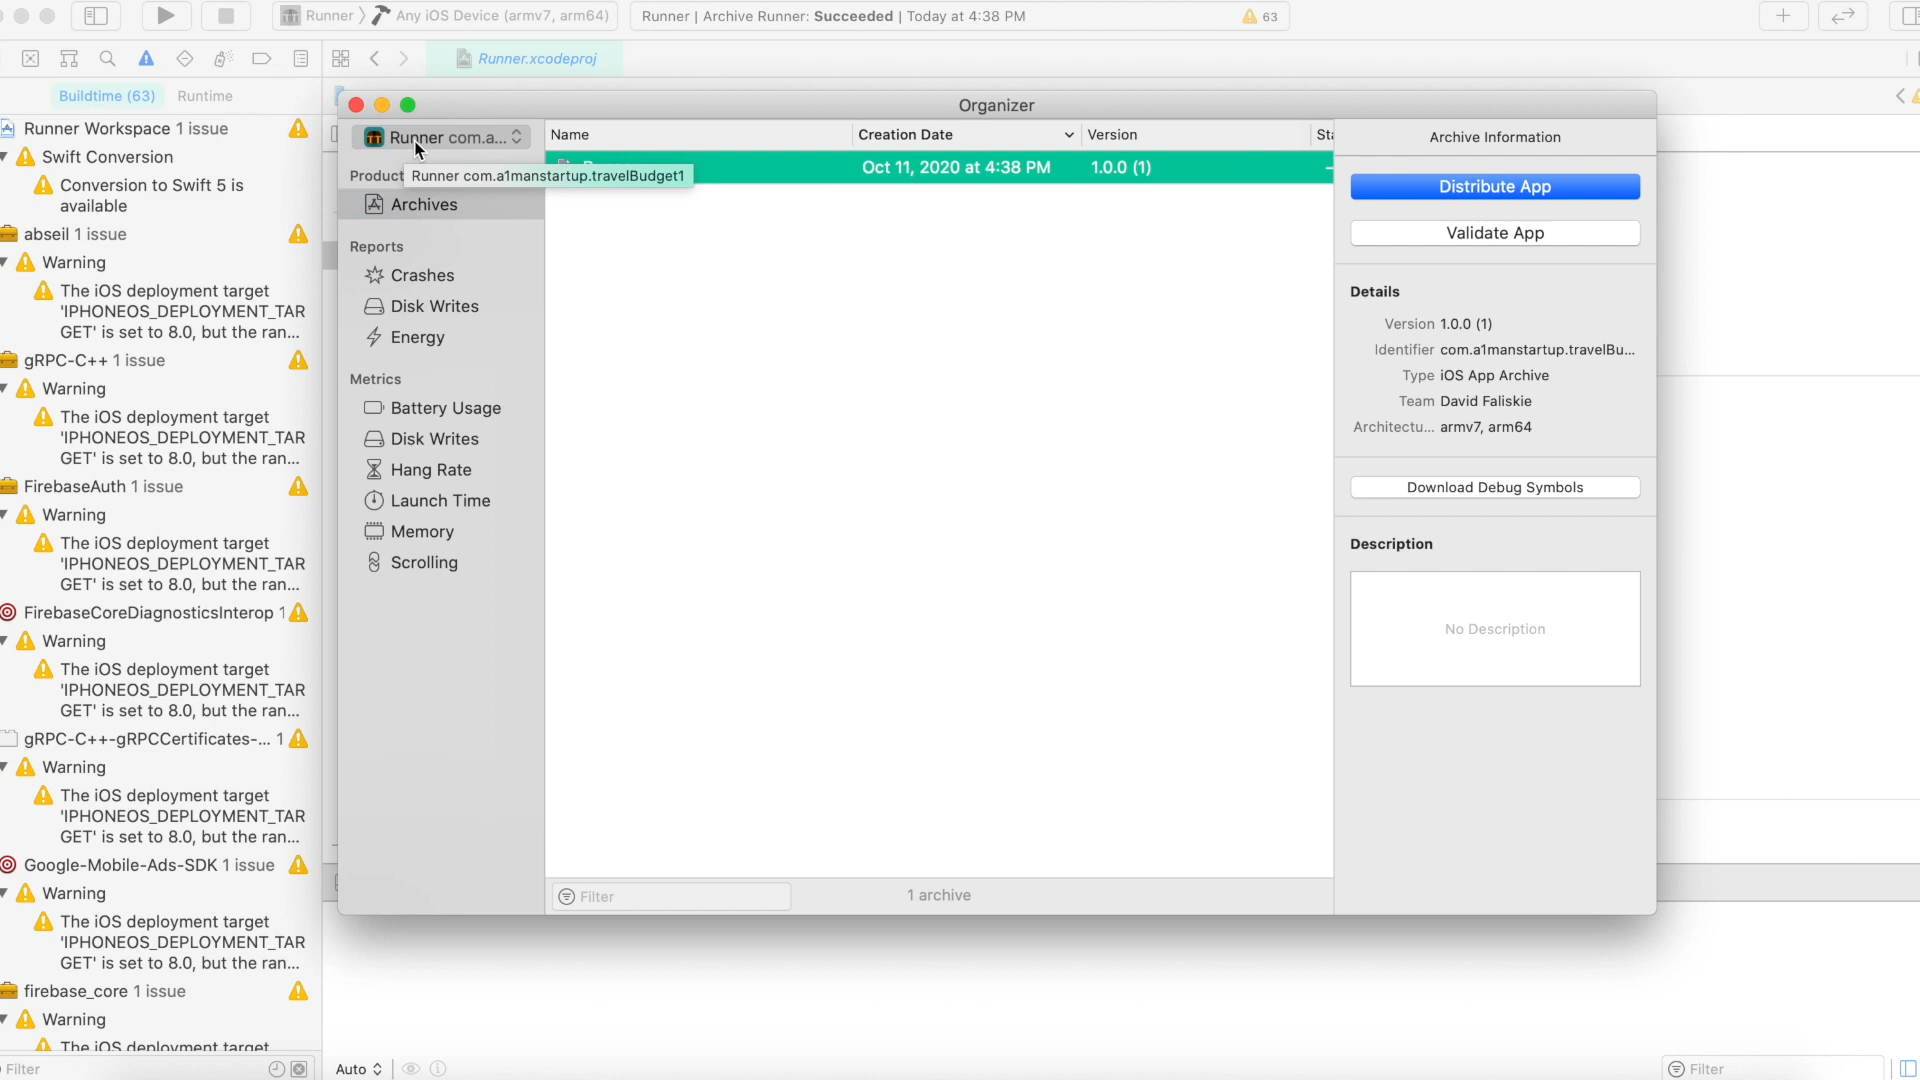 Runner
Any iOS Device (armv7, arm64)
Runner | Archive Runner: Succeeded | Today at 4:38 PM
63
Runner.xcodeproj
Buildtime (63)
Runtime
Runner Workspace 1 issue
Swift Conversion
Conversion to Swift 5 is
available
abseil 1 issue
Warning
The iOS deployment target
'IPHONEOS_DEPLOYMENT_TAR
GET' is set to 8.0, but the ran...
gRPC-C++ 1 issue
Warning
The iOS deployment target
'IPHONEOS_DEPLOYMENT_TAR
GET' is set to 8.0, but the ran...
FirebaseAuth 1 issue
Warning
The iOS deployment target
'IPHONEOS_DEPLOYMENT_TAR
GET' is set to 8.0, but the ran...
FirebaseCoreDiagnosticsInterop 1
Warning
The iOS deployment target
'IPHONEOS_DEPLOYMENT_TAR
GET' is set to 8.0, but the ran...
gRPC-C++-gRPCCertificates-... 1
Warning
The iOS deployment target
'IPHONEOS_DEPLOYMENT_TAR
GET' is set to 8.0, but the ran...
Google-Mobile-Ads-SDK 1 issue
Warning
The iOS deployment target
'IPHONEOS_DEPLOYMENT_TAR
GET' is set to 8.0, but the ran...
firebase_core 1 issue
Warning
The iOS deployment target
Filter
Organizer
Runner com.a...
Runner com.a1manstartup.travelBudget1
Product
Archives
Reports
Crashes
Disk Writes
Energy
Metrics
Battery Usage
Disk Writes
Hang Rate
Launch Time
Memory
Scrolling
Name
Creation Date
Version
Sta
Oct 11, 2020 at 4:38 PM
1.0.0 (1)
Filter
1 archive
Archive Information
Distribute App
Validate App
Details
Version 1.0.0 (1)
Identifier com.a1manstartup.travelBu...
Type iOS App Archive
Team David Faliskie
Architectu... armv7, arm64
Download Debug Symbols
Description
No Description
Auto
Filter